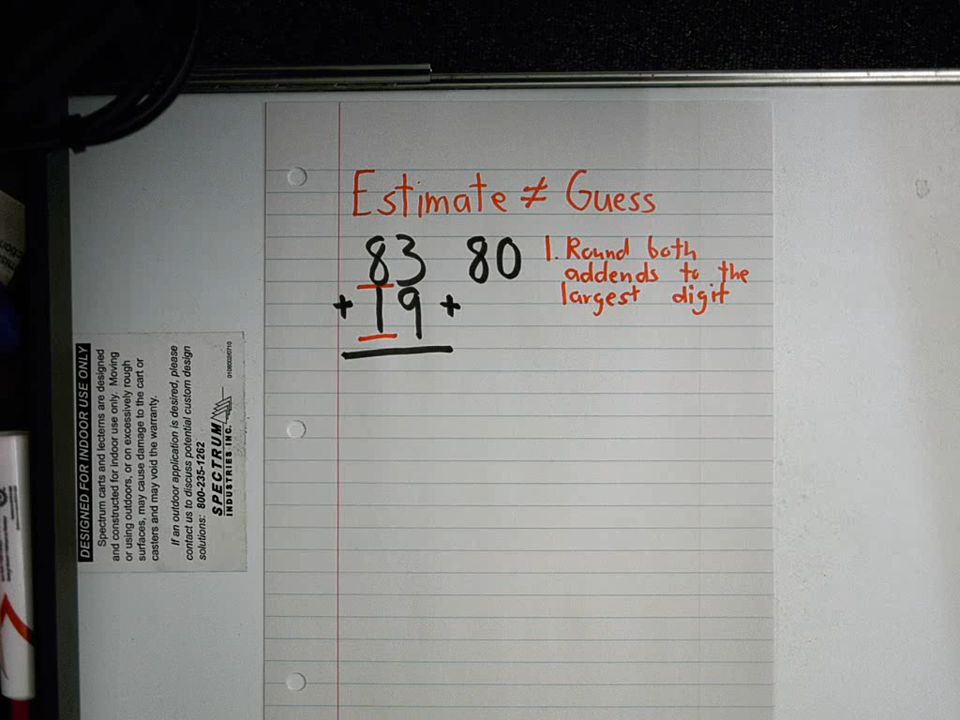 Estimate ≠ Guess
83 80
+ 19 +
1. Round both
addends to the
largest digit
DESIGNED FOR INDOOR USE ONLY
Spectrum carts and lecterns are designed
and constructed for indoor use only. Moving
or using outdoors, or on excessively rough
surfaces, may cause damage to the cart or
casters and may void the warranty.
If an outdoor application is desired, please
contact us to discuss potential custom design
solutions: 800-235-1262
SPECTRUM
INDUSTRIES INC.